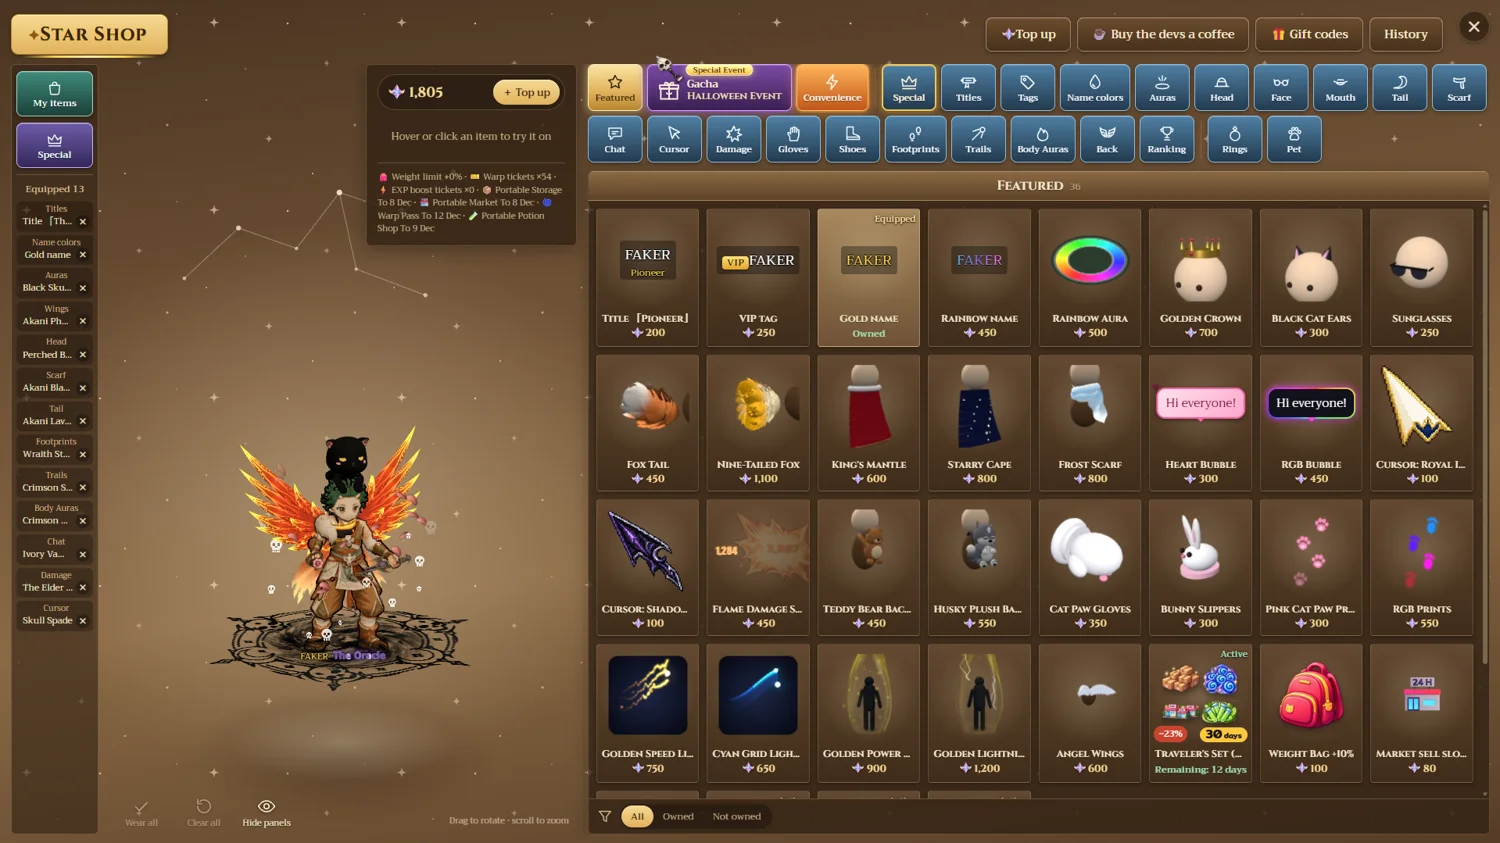 STAR SHOP
Top up
Buy the devs a coffee
Gift codes
History
My items
Special
Equipped 13
Titles
Title「Th...
Name colors
Gold name
Auras
Black Sku...
Wings
Akani Ph...
Head
Perched B...
Scarf
Akani Bla...
Tail
Akani Lav...
Footprints
Wraith St...
Trails
Crimson S...
Body Auras
Crimson ...
Chat
Ivory Va...
Damage
The Elder ...
Cursor
Skull Spade
1,805
+ Top up
Hover or click an item to try it on
Weight limit +0% · Warp tickets ×54 ·
EXP boost tickets ×0 · Portable Storage
To 8 Dec · Portable Market To 8 Dec ·
Warp Pass To 12 Dec · Portable Potion
Shop To 9 Dec
FAKER The Oracle
Wear all
Clear all
Hide panels
Drag to rotate · scroll to zoom
Featured
Special Event
Gacha
HALLOWEEN EVENT
Convenience
Special
Titles
Tags
Name colors
Auras
Head
Face
Mouth
Tail
Scarf
Chat
Cursor
Damage
Gloves
Shoes
Footprints
Trails
Body Auras
Back
Ranking
Rings
Pet
FEATURED 36
FAKER
Pioneer
TITLE「PIONEER」
200
VIP FAKER
VIP TAG
250
Equipped
FAKER
GOLD NAME
Owned
FAKER
RAINBOW NAME
450
RAINBOW AURA
500
GOLDEN CROWN
700
BLACK CAT EARS
300
SUNGLASSES
250
FOX TAIL
450
NINE-TAILED FOX
1,100
KING'S MANTLE
600
STARRY CAPE
800
FROST SCARF
800
Hi everyone!
HEART BUBBLE
300
Hi everyone!
RGB BUBBLE
450
CURSOR: ROYAL I...
100
CURSOR: SHADO...
100
1,284
FLAME DAMAGE S...
450
TEDDY BEAR BAC...
450
HUSKY PLUSH BA...
550
CAT PAW GLOVES
350
BUNNY SLIPPERS
300
PINK CAT PAW PR...
300
RGB PRINTS
550
GOLDEN SPEED LI...
750
CYAN GRID LIGH...
650
GOLDEN POWER ...
900
GOLDEN LIGHTNI...
1,200
ANGEL WINGS
600
Active
-23%
30 days
TRAVELER'S SET (...
Remaining: 12 days
WEIGHT BAG +10%
100
24 H
MARKET SELL SLO...
80
All
Owned
Not owned